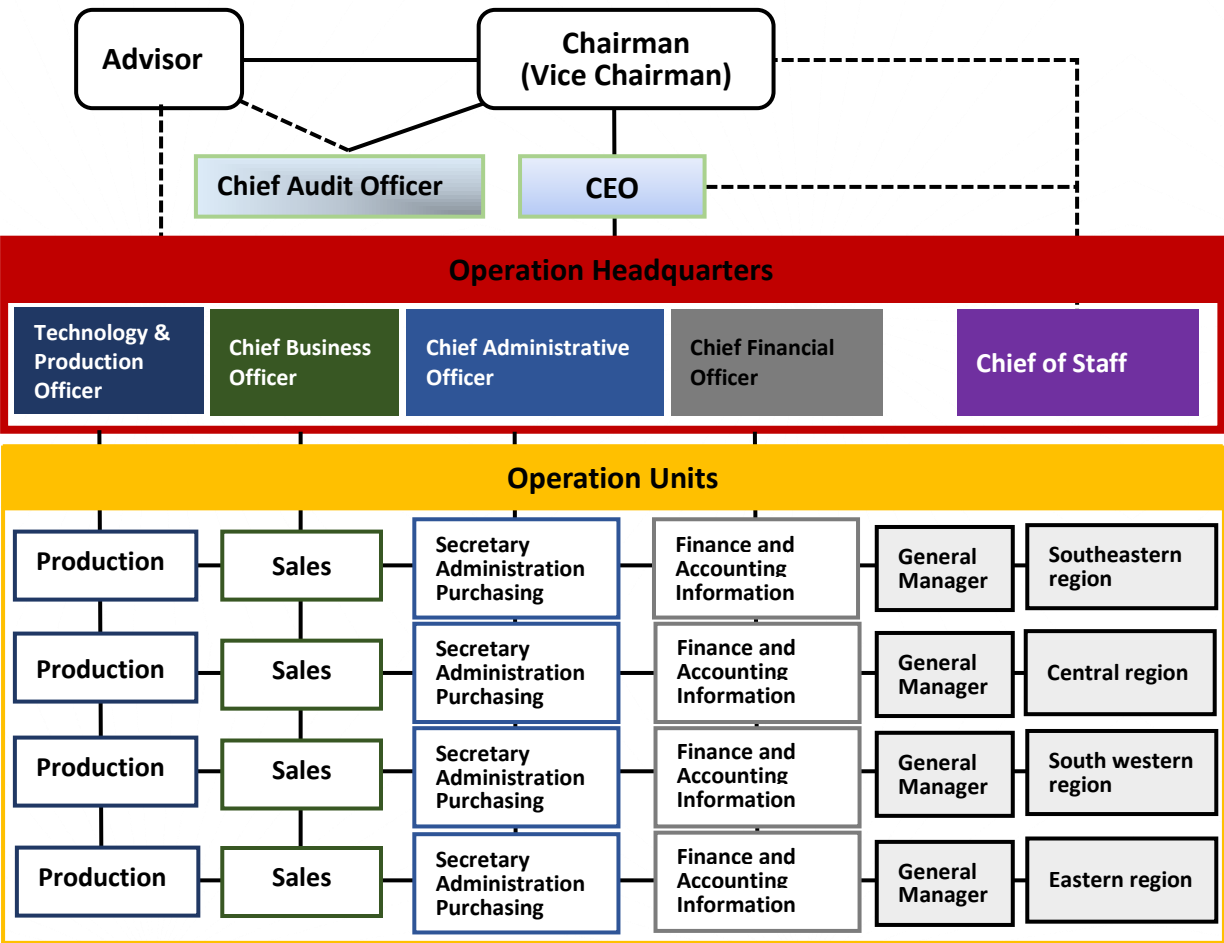 Advisor
Chairman
(Vice Chairman)
Chief Audit Officer
CEO
Operation Headquarters
Technology &
Production
Officer
Chief Business
Officer
Chief Administrative
Officer
Chief Financial
Officer
Chief of Staff
Operation Units
Production
Sales
Secretary
Administration
Purchasing
Finance and
Accounting
Information
General
Manager
Southeastern
region
Production
Sales
Secretary
Administration
Purchasing
Finance and
Accounting
Information
General
Manager
Central region
Production
Sales
Secretary
Administration
Purchasing
Finance and
Accounting
Information
General
Manager
South western
region
Production
Sales
Secretary
Administration
Purchasing
Finance and
Accounting
Information
General
Manager
Eastern region